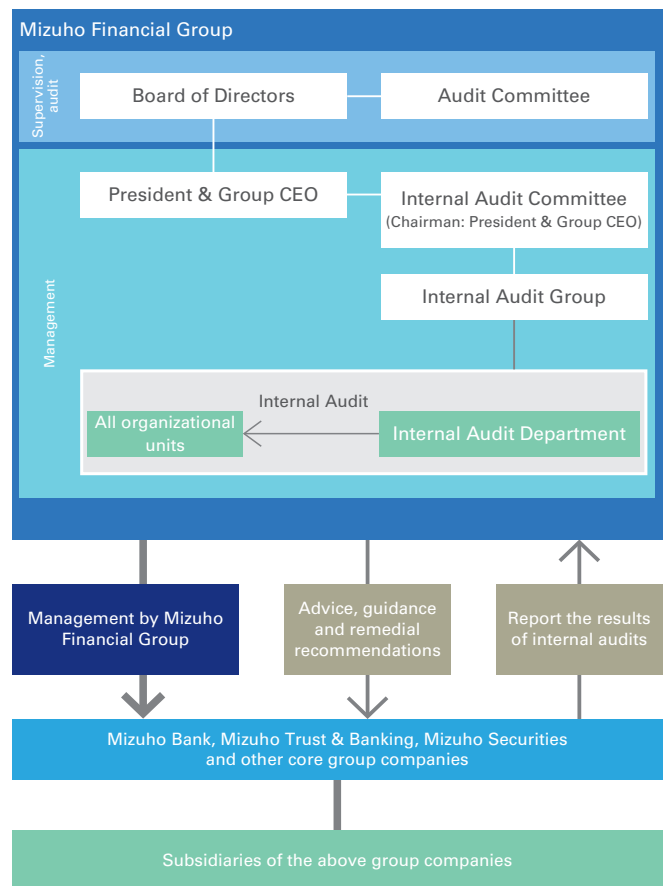 Mizuho Financial Group
Supervision,
audit
Board of Directors
Audit Committee
Management
President & Group CEO
Internal Audit Committee
(Chairman: President & Group CEO)
Internal Audit Group
Internal Audit
All organizational
units
Internal Audit Department
Management by Mizuho
Financial Group
Advice, guidance
and remedial
recommendations
Report the results
of internal audits
Mizuho Bank, Mizuho Trust & Banking, Mizuho Securities
and other core group companies
Subsidiaries of the above group companies